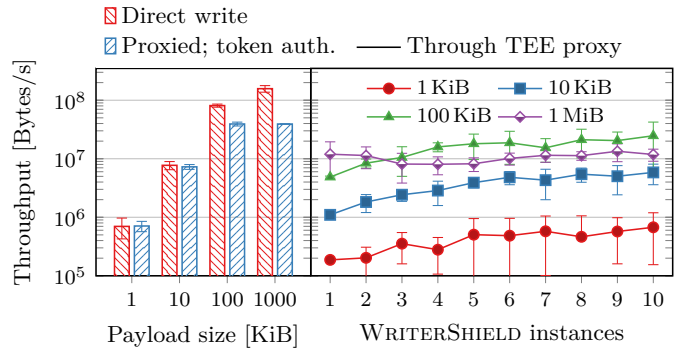 Direct write
Proxied; token auth. Through TEE proxy
Throughput [Bytes/s]
10^8
10^7
10^6
10^5
1 KiB 10 KiB
100 KiB 1 MiB
1 10 100 1000
1 2 3 4 5 6 7 8 9 10
Payload size [KiB]
WRITERSHIELD instances